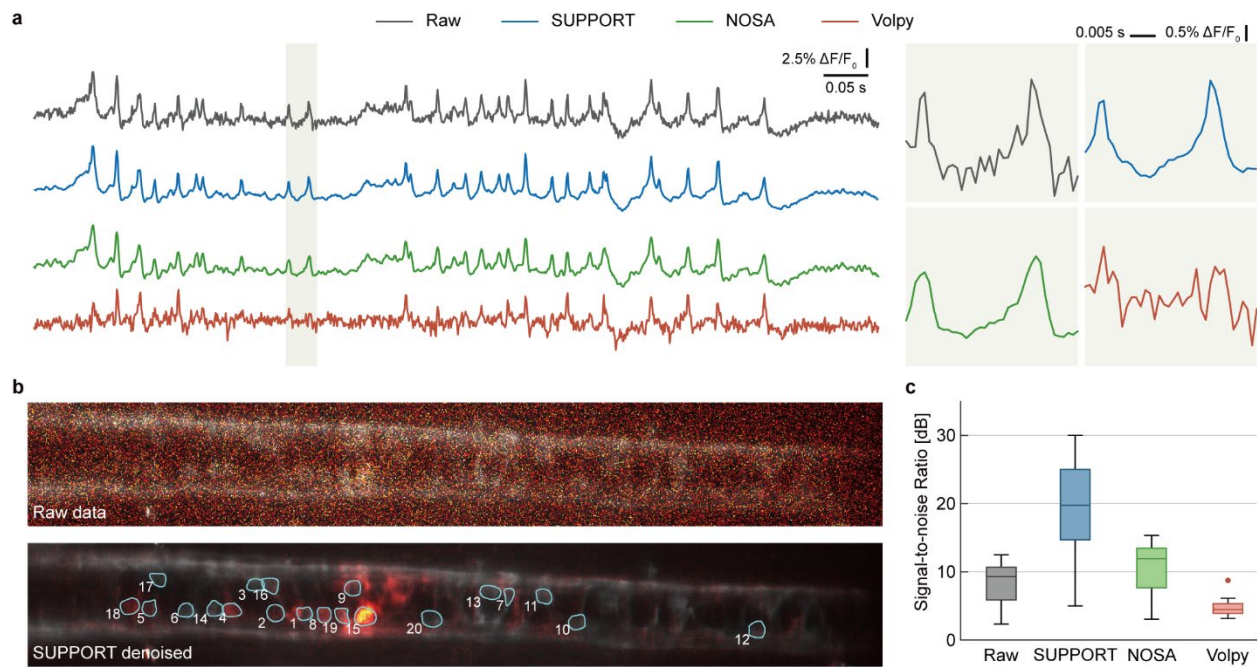 a
Raw SUPPORT NOSA Volpy
2.5% ΔF/F₀
0.05 s
0.005 s 0.5% ΔF/F₀
b
Raw data
17 3 16 9 13 7 11
18 5 6 14 4 2 1 8 19 15 20 10 12
SUPPORT denoised
c
Signal-to-noise Ratio [dB]
30
20
10
0
Raw SUPPORT NOSA Volpy